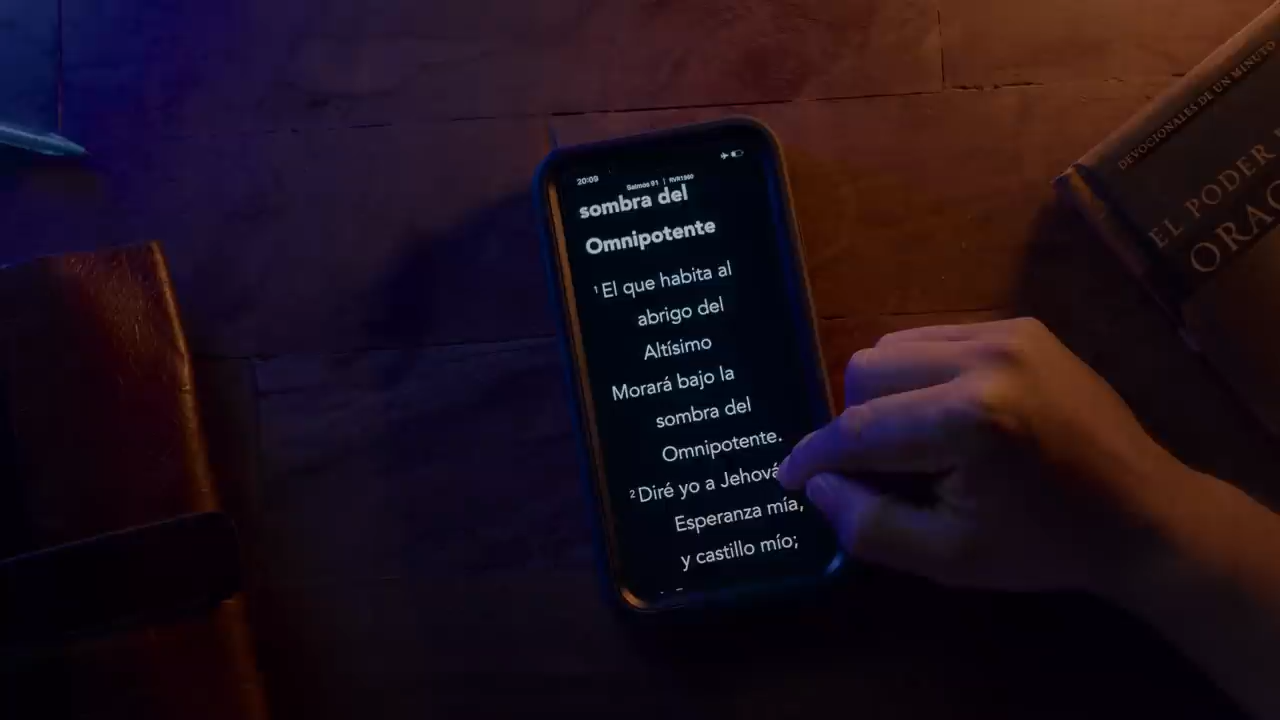 20:09
Salmos 91 | RVR1960
sombra del
Omnipotente
1 El que habita al
abrigo del
Altísimo
Morará bajo la
sombra del
Omnipotente.
2 Diré yo a Jehová
Esperanza mía,
y castillo mío;
DEVOCIONALES DE UN MINUTO
EL PODER